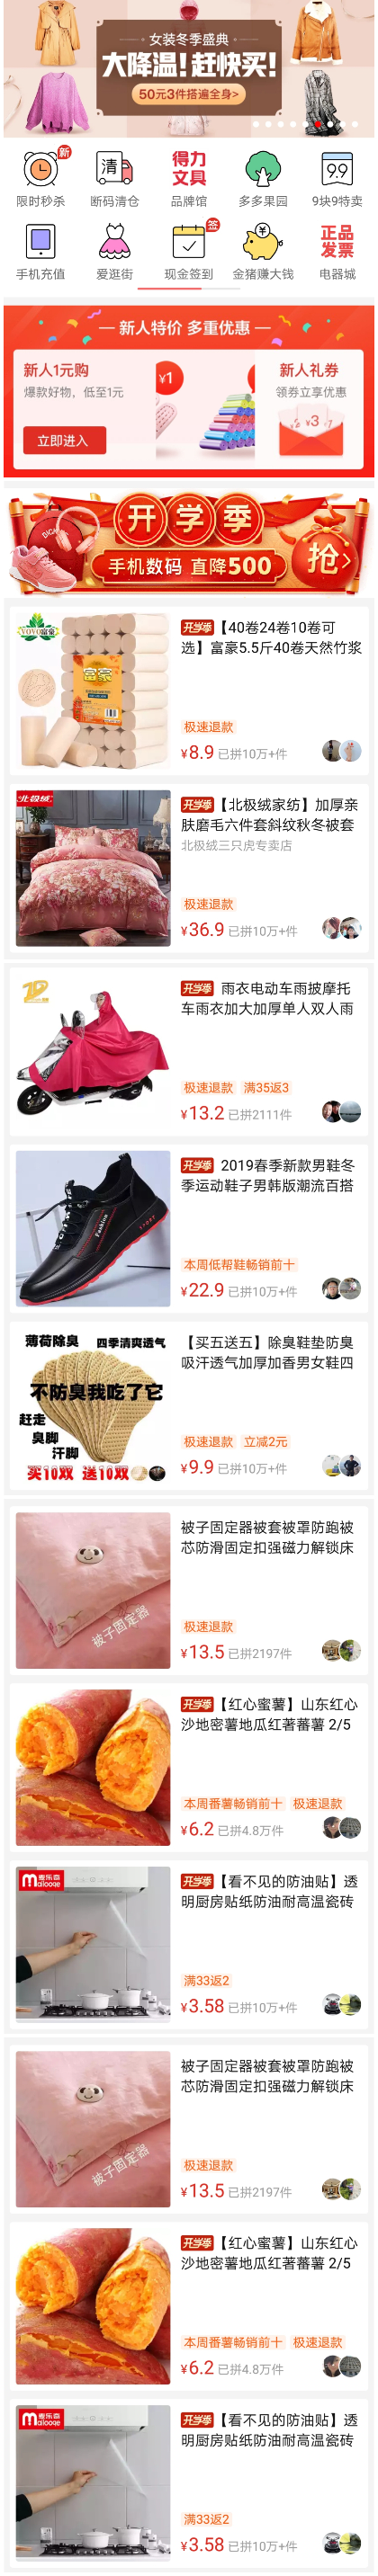 女装冬季盛典
大降温!赶快买!
50元3件搭遍全身>
新
清
得力
文具
9.9
限时秒杀
断码清仓
品牌馆
多多果园
9块9特卖
签
¥
正品
发票
手机充值
爱逛街
现金签到
金猪赚大钱
电器城
新人特价 多重优惠
新人1元购
爆款好物,低至1元
立即进入
¥1
新人礼券
领券立享优惠
¥3
开学季
手机数码 直降500
抢
VOVO富豪
富豪
开学季【40卷24卷10卷可
选】富豪5.5斤40卷天然竹浆
极速退款
¥8.9 已拼10万+件
北极绒
开学季【北极绒家纺】加厚亲
肤磨毛六件套斜纹秋冬被套
北极绒三只虎专卖店
极速退款
¥36.9 已拼10万+件
开学季 雨衣电动车雨披摩托
车雨衣加大加厚单人双人雨
极速退款 满35返3
¥13.2 已拼2111件
Fashion
SPORT
开学季 2019春季新款男鞋冬
季运动鞋子男韩版潮流百搭
本周低帮鞋畅销前十
¥22.9 已拼10万+件
薄荷除臭 四季清爽透气
不防臭我吃了它
赶走
臭脚
汗脚
买10双 送10双
【买五送五】除臭鞋垫防臭
吸汗透气加厚加香男女鞋四
极速退款 立减2元
¥9.9 已拼10万+件
被子固定器
被子固定器被套被罩防跑被
芯防滑固定扣强磁力解锁床
极速退款
¥13.5 已拼2197件
开学季【红心蜜薯】山东红心
沙地密薯地瓜红著蕃薯 2/5
本周番薯畅销前十 极速退款
¥6.2 已拼4.8万件
麦乐奇
Malooqe
开学季【看不见的防油贴】透
明厨房贴纸防油耐高温瓷砖
满33返2
¥3.58 已拼10万+件
被子固定器
被子固定器被套被罩防跑被
芯防滑固定扣强磁力解锁床
极速退款
¥13.5 已拼2197件
开学季【红心蜜薯】山东红心
沙地密薯地瓜红著蕃薯 2/5
本周番薯畅销前十 极速退款
¥6.2 已拼4.8万件
麦乐奇
Malooqe
开学季【看不见的防油贴】透
明厨房贴纸防油耐高温瓷砖
满33返2
¥3.58 已拼10万+件